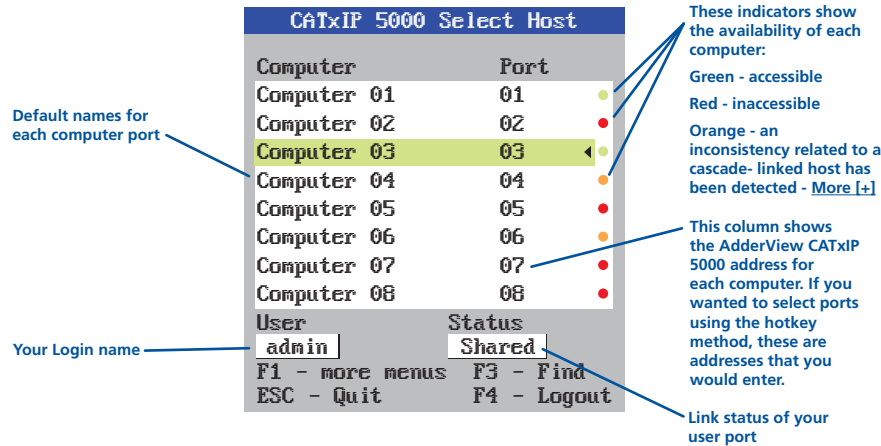 CATxIP 5000 Select Host
Computer Port
Computer 01 01
Computer 02 02
Computer 03 03
Computer 04 04
Computer 05 05
Computer 06 06
Computer 07 07
Computer 08 08
User Status
admin Shared
F1 - more menus F3 - Find
ESC - Quit F4 - Logout
Default names for
each computer port
Your Login name
These indicators show
the availability of each
computer:
Green - accessible
Red - inaccessible
Orange - an
inconsistency related to a
cascade- linked host has
been detected - More [+]
This column shows
the AdderView CATxIP
5000 address for
each computer. If you
wanted to select ports
using the hotkey
method, these are
addresses that you
would enter.
Link status of your
user port